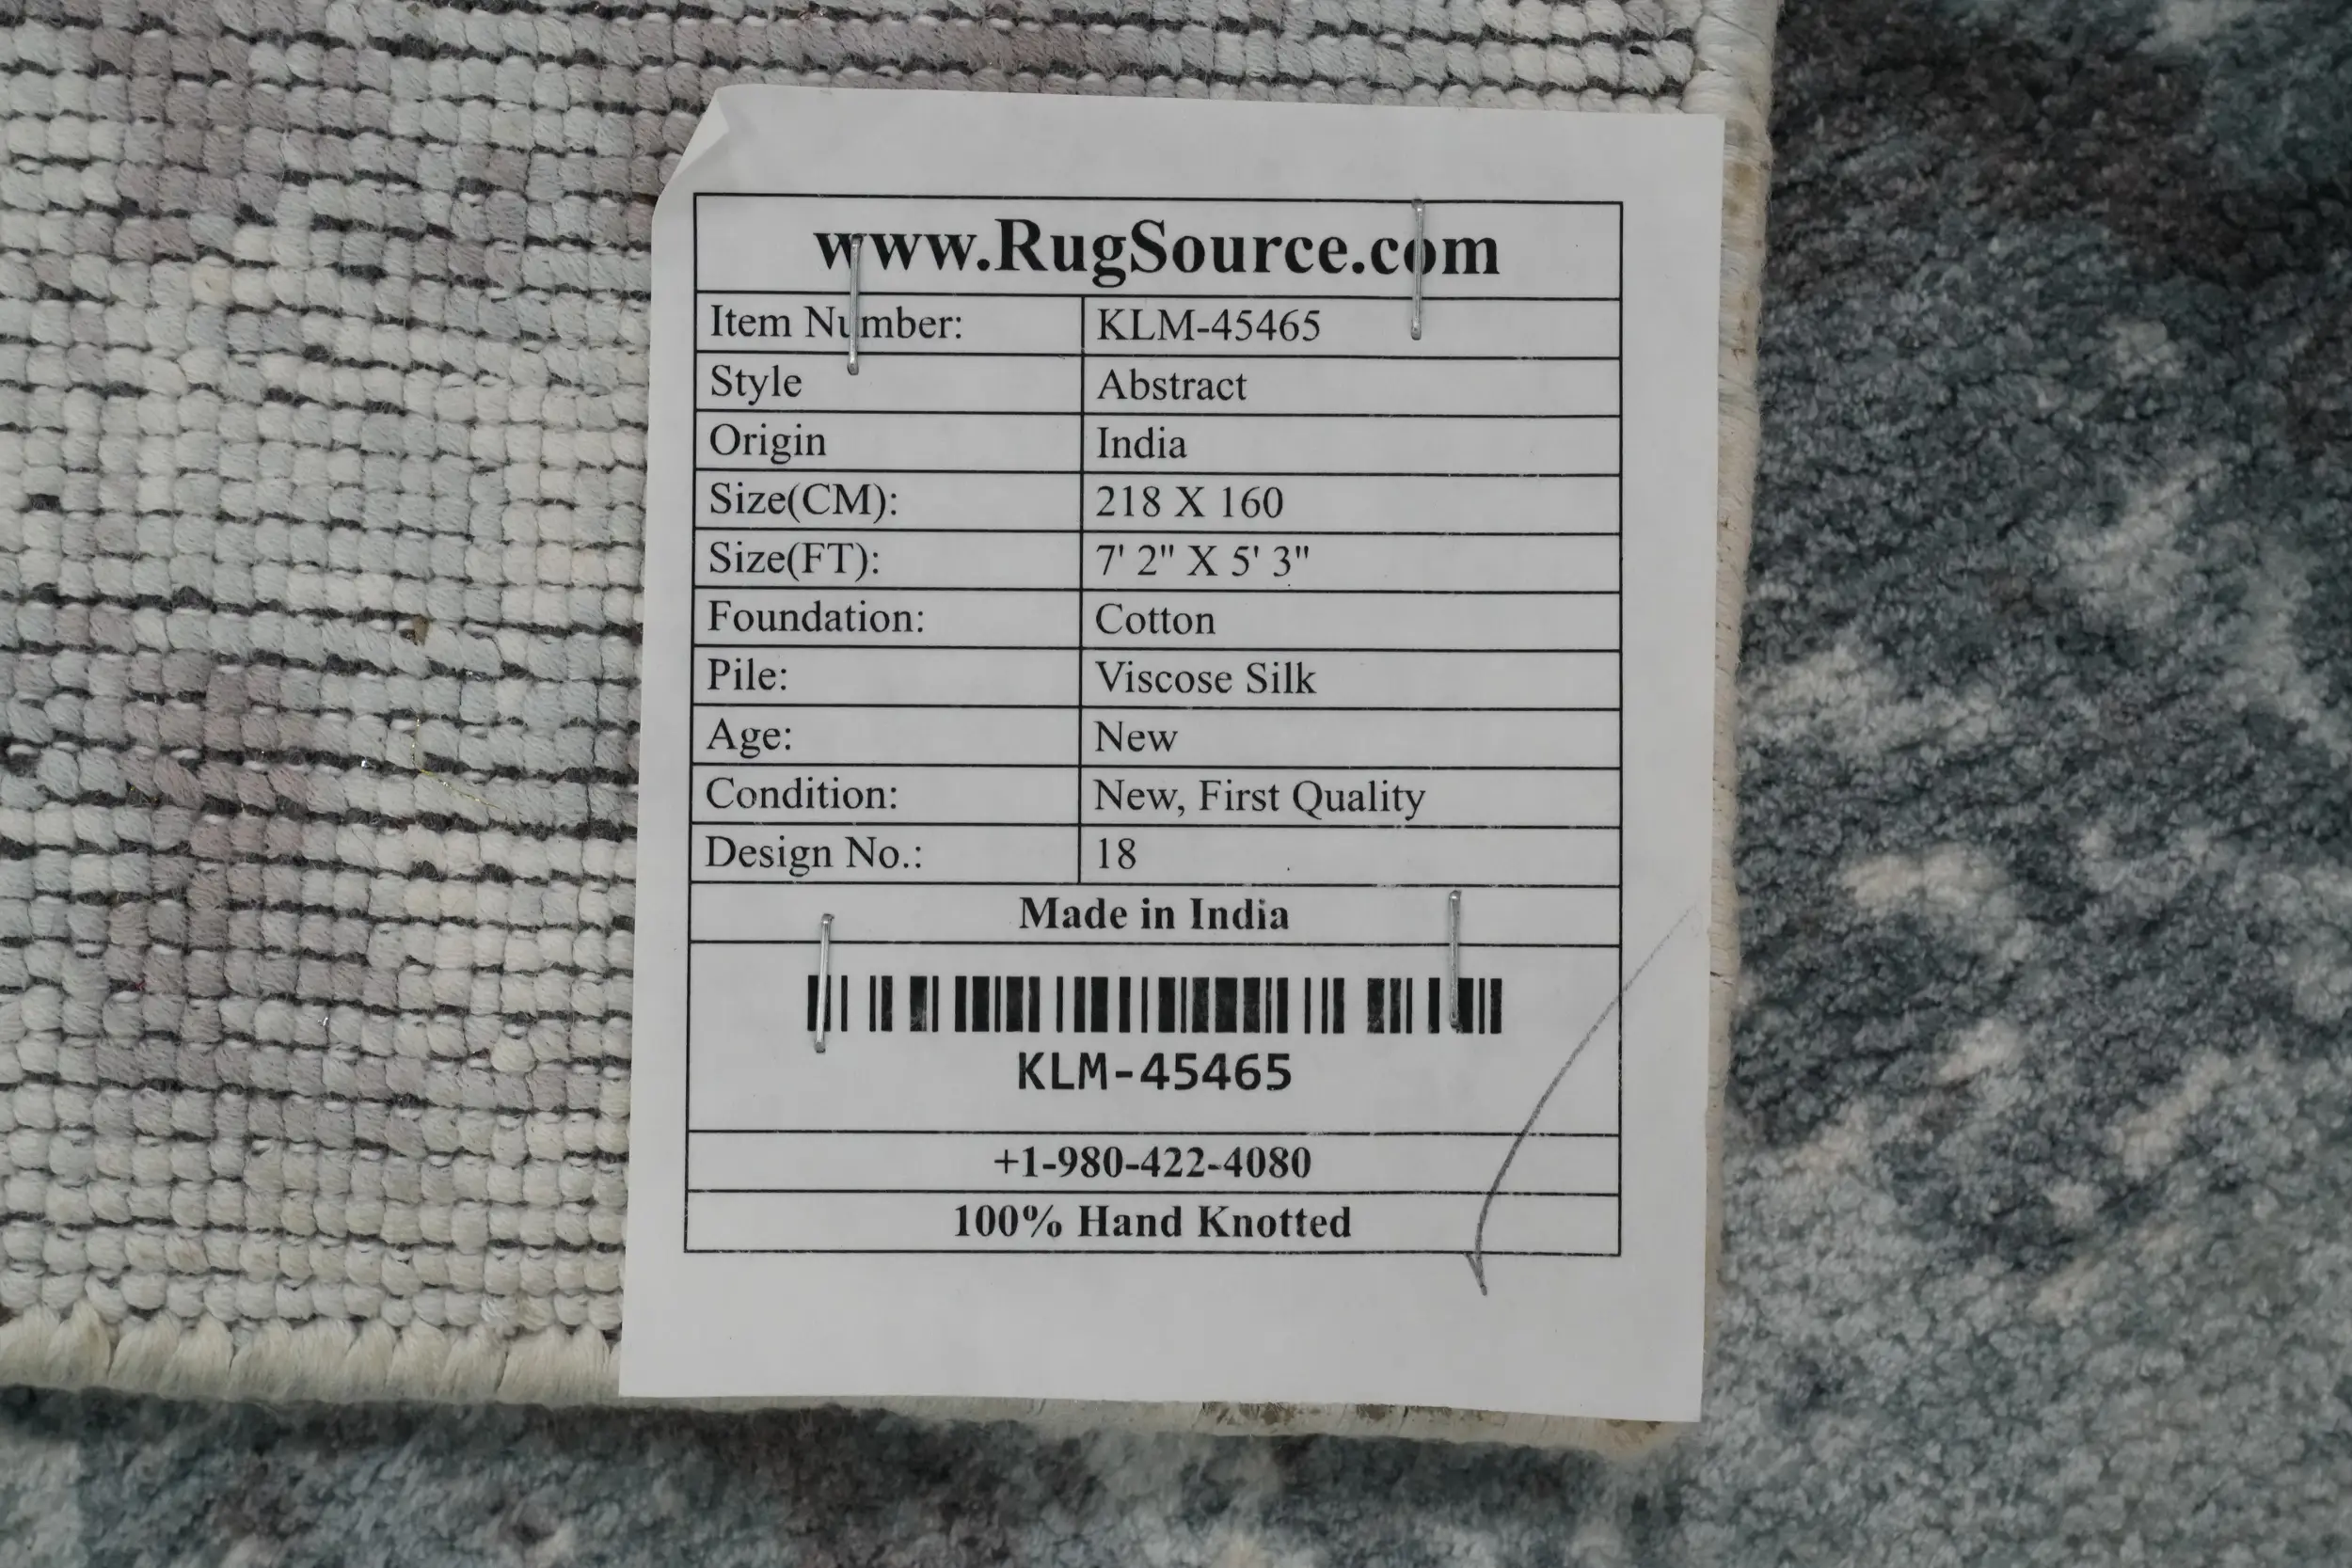 www.RugSource.com
Item Number: KLM-45465
Style Abstract
Origin India
Size(CM): 218 X 160
Size(FT): 7' 2" X 5' 3"
Foundation: Cotton
Pile: Viscose Silk
Age: New
Condition: New, First Quality
Design No.: 18
Made in India
KLM-45465
+1-980-422-4080
100% Hand Knotted